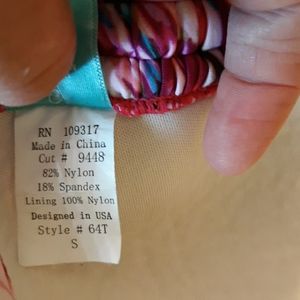 RN 109317
Made in China
Cut # 9448
82% Nylon
18% Spandex
Lining 100% Nylon
Designed in USA
Style # 64T
S